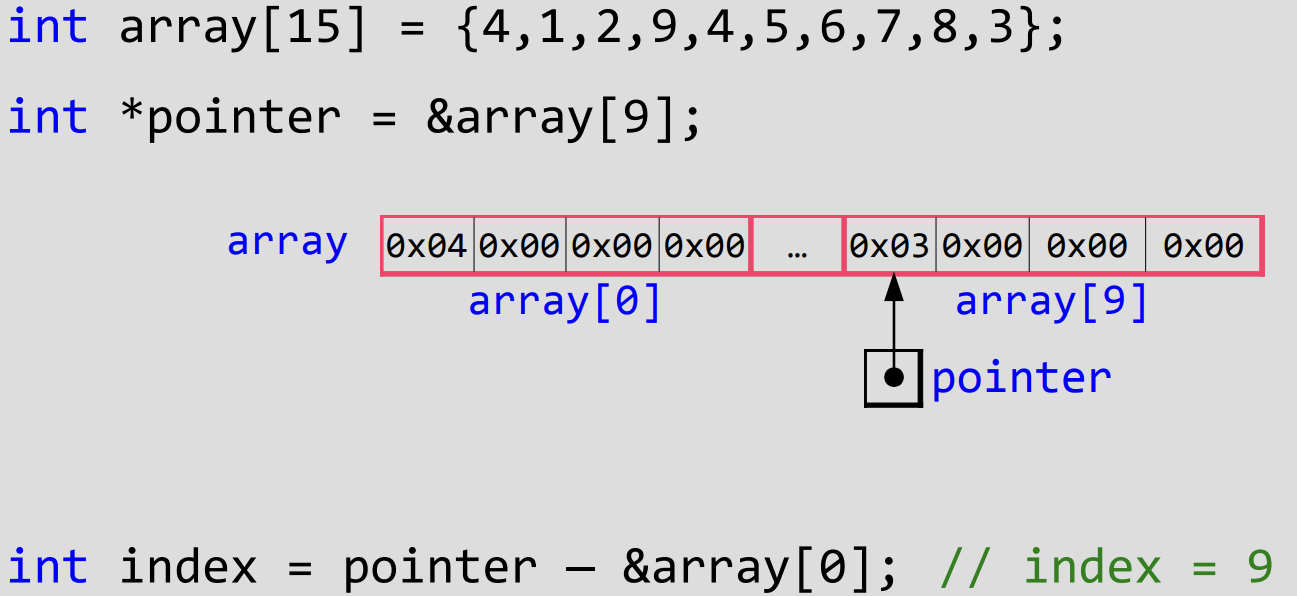 int array[15] = {4,1,2,9,4,5,6,7,8,3};
int *pointer = &array[9];
array 0x04 0x00 0x00 0x00 … 0x03 0x00 0x00 0x00
array[0] array[9]
pointer
int index = pointer – &array[0]; // index = 9